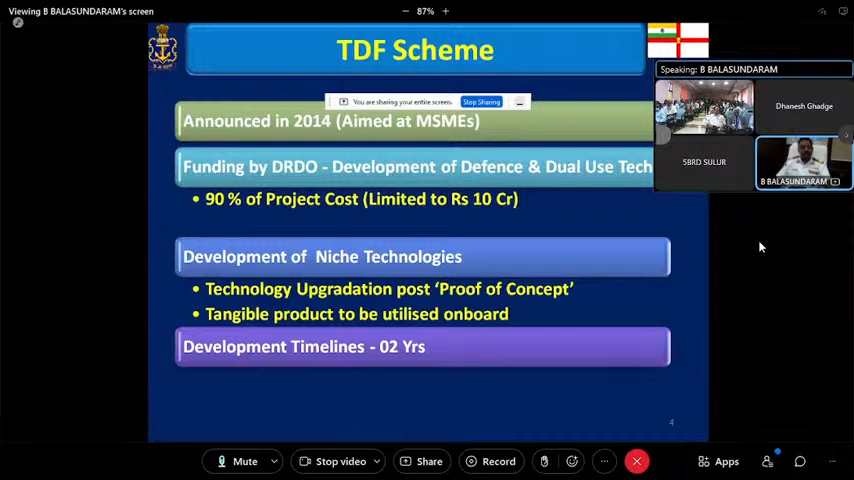 Viewing B BALASUNDARAM's screen
87%
TDF Scheme
Speaking: B BALASUNDARAM
You are sharing your entire screen.
Stop Sharing
Announced in 2014 (Aimed at MSMEs)
Dhanesh Ghadge
Funding by DRDO - Development of Defence & Dual Use Tech
5BRD SULUR
B BALASUNDARAM
• 90 % of Project Cost (Limited to Rs 10 Cr)
Development of Niche Technologies
• Technology Upgradation post ‘Proof of Concept’
• Tangible product to be utilised onboard
Development Timelines - 02 Yrs
4
Mute
Stop video
Share
Record
Apps